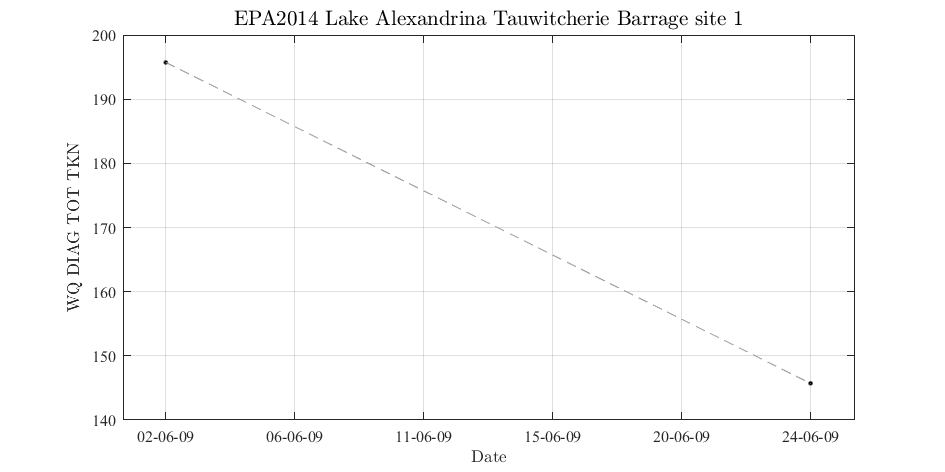 EPA2014 Lake Alexandrina Tauwitcherie Barrage site 1
200
190
180
170
160
150
140
WQ DIAG TOT TKN
02-06-09 06-06-09 11-06-09 15-06-09 20-06-09 24-06-09
Date